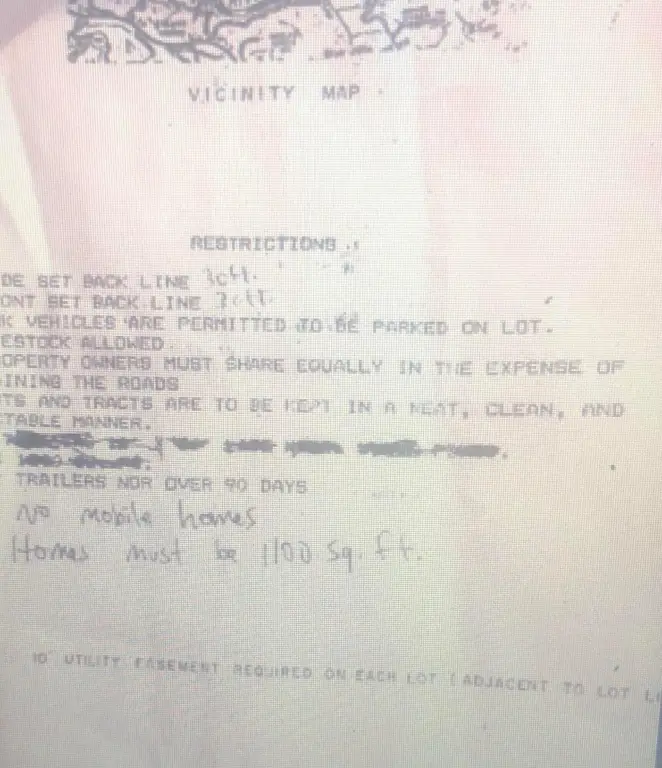 VICINITY MAP
RESTRICTIONS
DE SET BACK LINE 30ft.
ONT SET BACK LINE
K VEHICLES ARE PERMITTED TO BE PARKED ON LOT.
ESTOCK ALLOWED.
OPERTY OWNERS MUST SHARE EQUALLY IN THE EXPENSE OF
INING THE ROADS
TS AND TRACTS ARE TO BE KEPT IN A NEAT, CLEAN, AND
TABLE MANNER.
TRAILERS NOR OVER 90 DAYS
No mobile homes
Homes must be 1100 sq. ft.
10' UTILITY EASEMENT REQUIRED ON EACH LOT (ADJACENT TO LOT LI